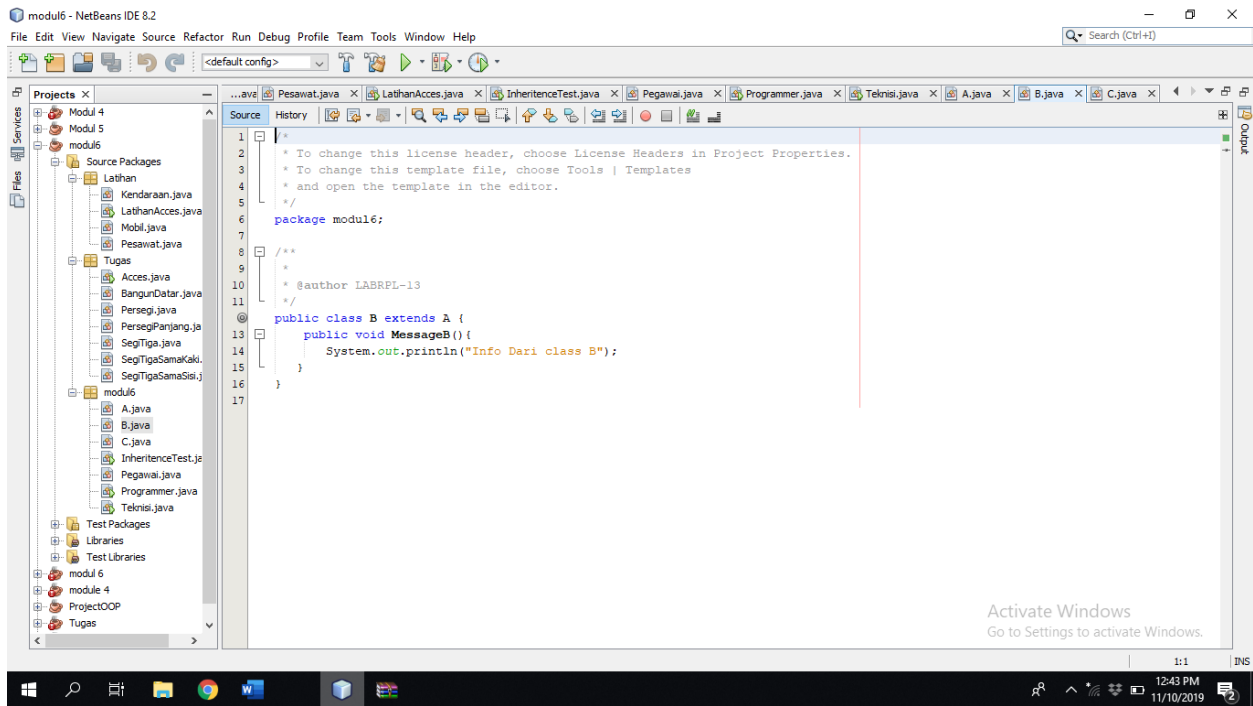 modul6 - NetBeans IDE 8.2
File Edit View Navigate Source Refactor Run Debug Profile Team Tools Window Help
Search (Ctrl+I)
<default config>
Projects
...ava Pesawat.java LatihanAcces.java InheritenceTest.java Pegawai.java Programmer.java Teknisi.java A.java B.java C.java
Services
Files
Output
Modul 4
Modul 5
modul6
Source Packages
Latihan
Kendaraan.java
LatihanAcces.java
Mobil.java
Pesawat.java
Tugas
Acces.java
BangunDatar.java
Persegi.java
PersegiPanjang.ja
SegiTiga.java
SegiTigaSamaKaki.
SegiTigaSamaSisi.j
modul6
A.java
B.java
C.java
InheritenceTest.ja
Pegawai.java
Programmer.java
Teknisi.java
Test Packages
Libraries
Test Libraries
modul 6
module 4
ProjectOOP
Tugas
Source History
1 /*
2 * To change this license header, choose License Headers in Project Properties.
3 * To change this template file, choose Tools | Templates
4 * and open the template in the editor.
5 */
6 package modul6;
7
8 /**
9 *
10 * @author LABRPL-13
11 */
public class B extends A {
13 public void MessageB(){
14 System.out.println("Info Dari class B");
15 }
16 }
17
Activate Windows
Go to Settings to activate Windows.
1:1 INS
12:43 PM
11/10/2019
2